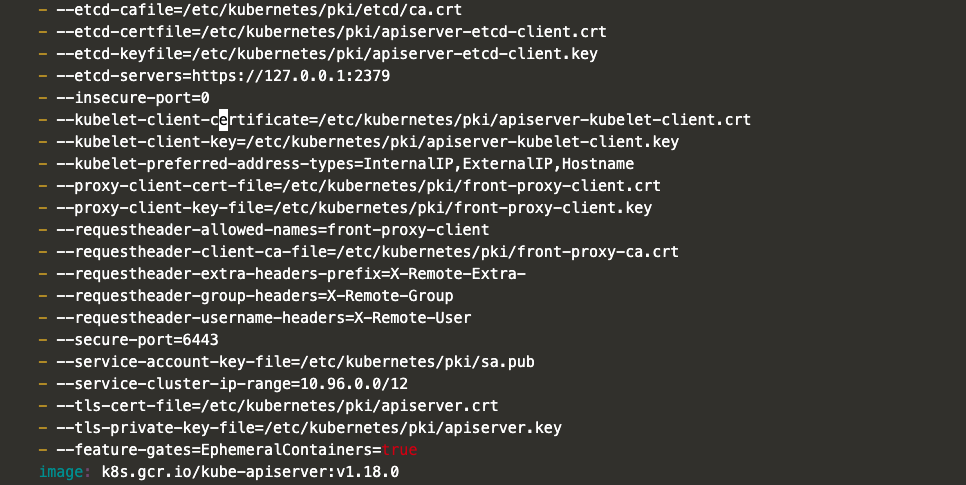 - --etcd-cafile=/etc/kubernetes/pki/etcd/ca.crt
- --etcd-certfile=/etc/kubernetes/pki/apiserver-etcd-client.crt
- --etcd-keyfile=/etc/kubernetes/pki/apiserver-etcd-client.key
- --etcd-servers=https://127.0.0.1:2379
- --insecure-port=0
- --kubelet-client-certificate=/etc/kubernetes/pki/apiserver-kubelet-client.crt
- --kubelet-client-key=/etc/kubernetes/pki/apiserver-kubelet-client.key
- --kubelet-preferred-address-types=InternalIP,ExternalIP,Hostname
- --proxy-client-cert-file=/etc/kubernetes/pki/front-proxy-client.crt
- --proxy-client-key-file=/etc/kubernetes/pki/front-proxy-client.key
- --requestheader-allowed-names=front-proxy-client
- --requestheader-client-ca-file=/etc/kubernetes/pki/front-proxy-ca.crt
- --requestheader-extra-headers-prefix=X-Remote-Extra-
- --requestheader-group-headers=X-Remote-Group
- --requestheader-username-headers=X-Remote-User
- --secure-port=6443
- --service-account-key-file=/etc/kubernetes/pki/sa.pub
- --service-cluster-ip-range=10.96.0.0/12
- --tls-cert-file=/etc/kubernetes/pki/apiserver.crt
- --tls-private-key-file=/etc/kubernetes/pki/apiserver.key
- --feature-gates=EphemeralContainers=true
image: k8s.gcr.io/kube-apiserver:v1.18.0